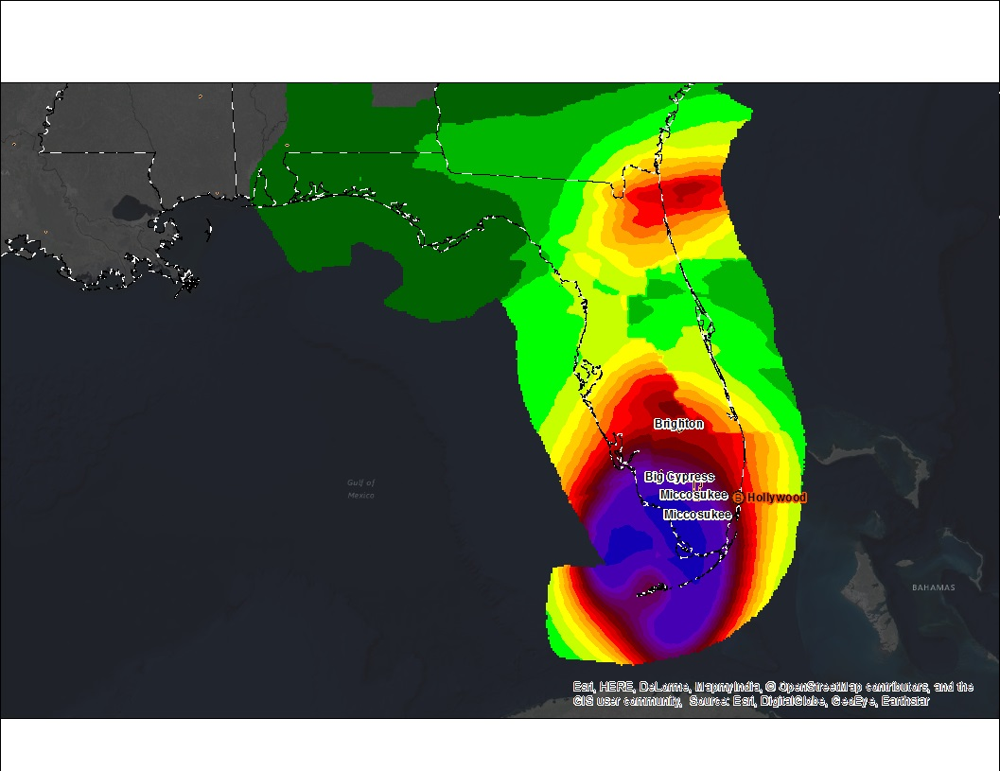 Brighton
Big Cypress
Miccosukee
Hollywood
Miccosukee
Gulf of
Mexico
BAHAMAS
Esri, HERE, DeLorme, MapmyIndia, © OpenStreetMap contributors, and the
GIS user community, Source: Esri, DigitalGlobe, GeoEye, Earthstar